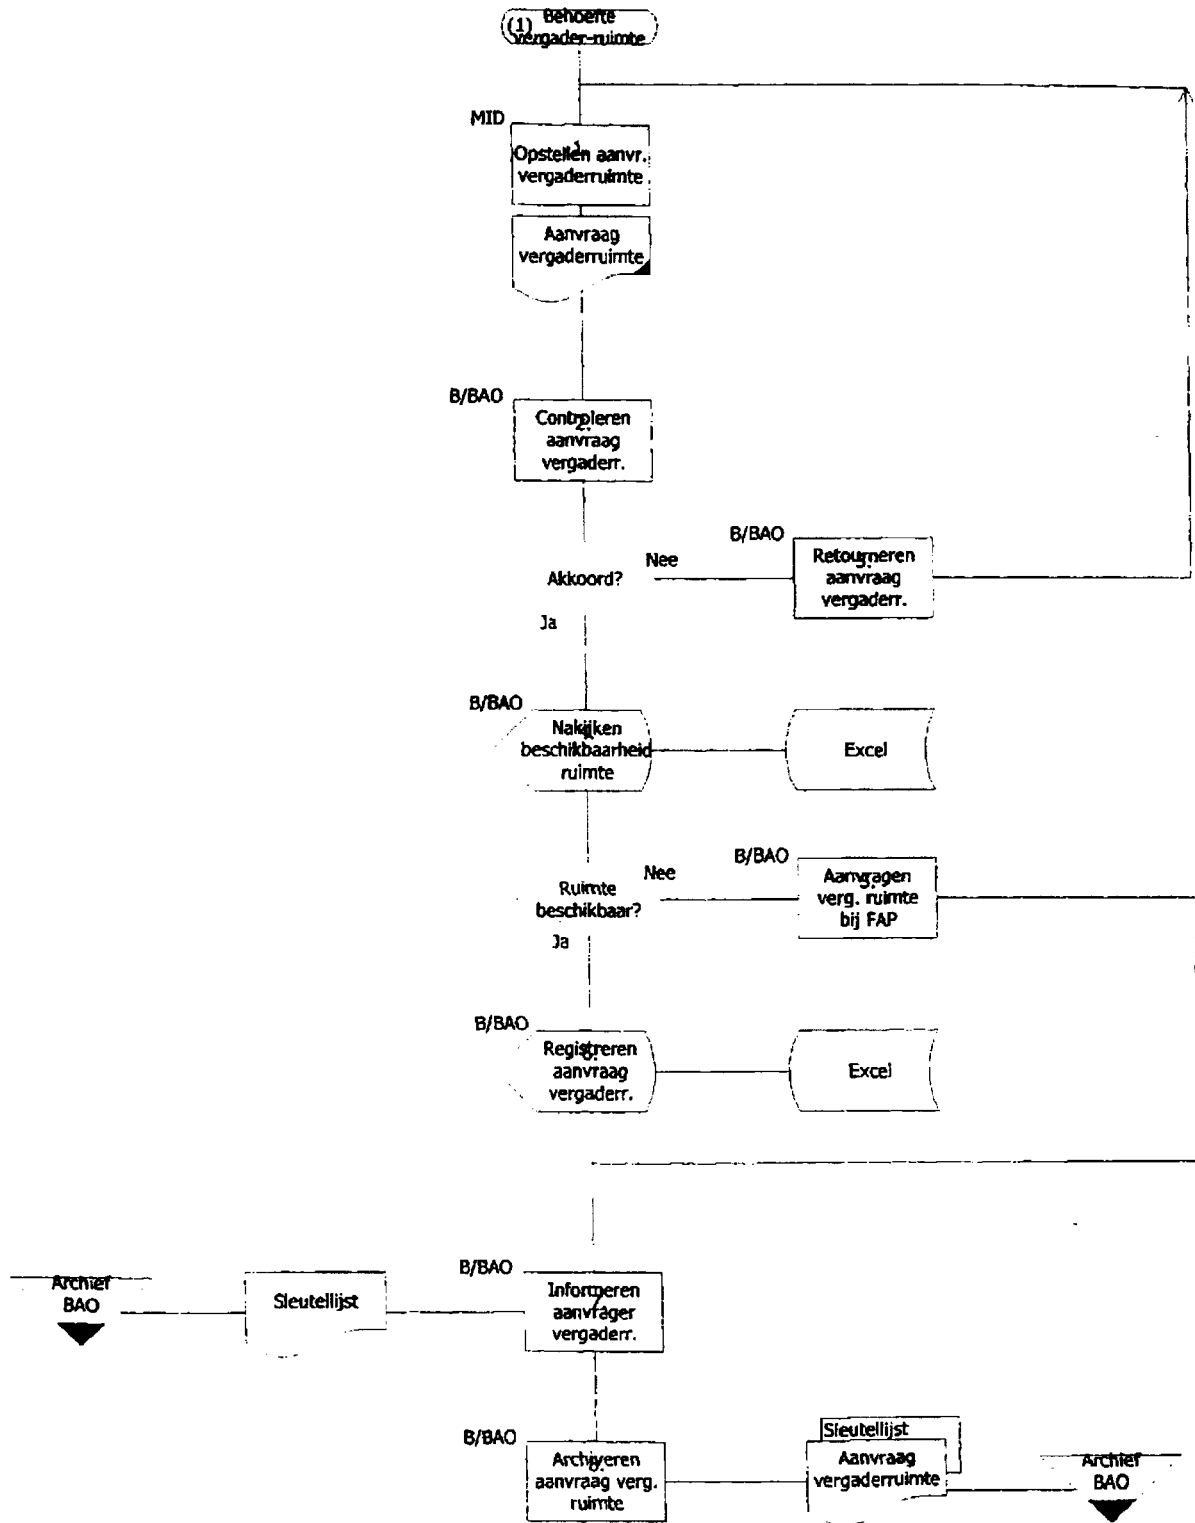 (1) Behoefte
vergader-ruimte
MID
1.
Opstellen aanvr.
vergaderruimte
Aanvraag
vergaderruimte
B/BAO
Controleren
2.
aanvraag
vergaderr.
Akkoord?
Nee
B/BAO
Retourneren
aanvraag
vergaderr.
Ja
B/BAO
Nakijken
beschikbaarheid
ruimte
Excel
Ruimte
beschikbaar?
Nee
B/BAO
Aanvragen
verg. ruimte
bij FAP
Ja
B/BAO
Registreren
aanvraag
vergaderr.
Excel
Archief
BAO
Sleutellijst
B/BAO
Informeren
7.
aanvrager
vergaderr.
B/BAO
Archiveren
aanvraag verg.
ruimte
Sleutellijst
Aanvraag
vergaderruimte
Archief
BAO